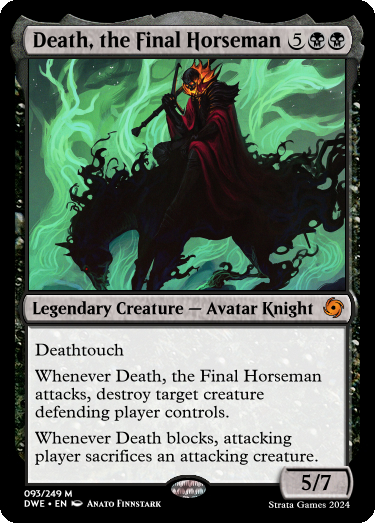 Death, the Final Horseman 5
Legendary Creature — Avatar Knight
Deathtouch
Whenever Death, the Final Horseman
attacks, destroy target creature
defending player controls.
Whenever Death blocks, attacking
player sacrifices an attacking creature.
5/7
093/249 M
DWE • EN Anato Finnstark
Strata Games 2024